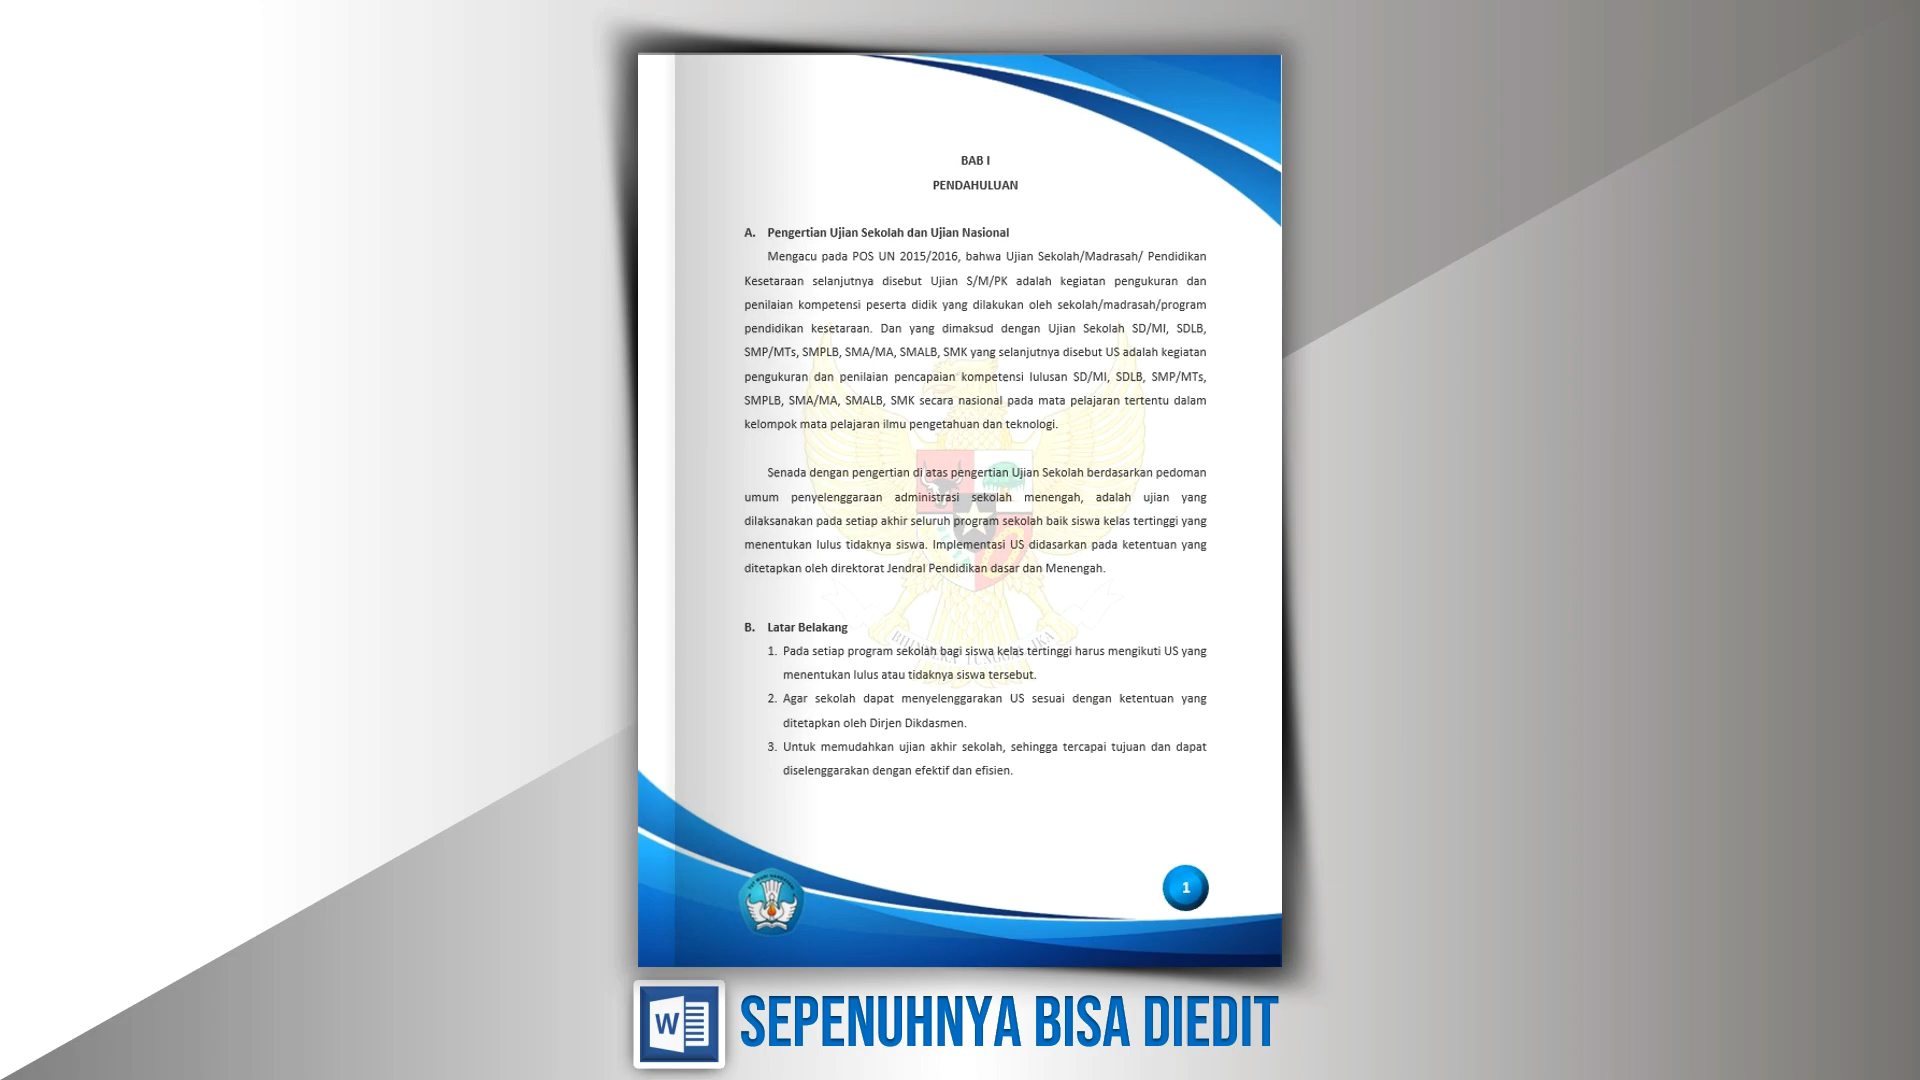 BAB I
PENDAHULUAN
A. Pengertian Ujian Sekolah dan Ujian Nasional
Mengacu pada POS UN 2015/2016, bahwa Ujian Sekolah/Madrasah/ Pendidikan
Kesetaraan selanjutnya disebut Ujian S/M/PK adalah kegiatan pengukuran dan
penilaian kompetensi peserta didik yang dilakukan oleh sekolah/madrasah/program
pendidikan kesetaraan. Dan yang dimaksud dengan Ujian Sekolah SD/MI, SDLB,
SMP/MTs, SMPLB, SMA/MA, SMALB, SMK yang selanjutnya disebut US adalah kegiatan
pengukuran dan penilaian pencapaian kompetensi lulusan SD/MI, SDLB, SMP/MTs,
SMPLB, SMA/MA, SMALB, SMK secara nasional pada mata pelajaran tertentu dalam
kelompok mata pelajaran ilmu pengetahuan dan teknologi.
Senada dengan pengertian di atas pengertian Ujian Sekolah berdasarkan pedoman
umum penyelenggaraan administrasi sekolah menengah, adalah ujian yang
dilaksanakan pada setiap akhir seluruh program sekolah baik siswa kelas tertinggi yang
menentukan lulus tidaknya siswa. Implementasi US didasarkan pada ketentuan yang
ditetapkan oleh direktorat Jendral Pendidikan dasar dan Menengah.
B. Latar Belakang
1. Pada setiap program sekolah bagi siswa kelas tertinggi harus mengikuti US yang
menentukan lulus atau tidaknya siswa tersebut.
2. Agar sekolah dapat menyelenggarakan US sesuai dengan ketentuan yang
ditetapkan oleh Dirjen Dikdasmen.
3. Untuk memudahkan ujian akhir sekolah, sehingga tercapai tujuan dan dapat
diselenggarakan dengan efektif dan efisien.
1
W
SEPENUHNYA BISA DIEDIT